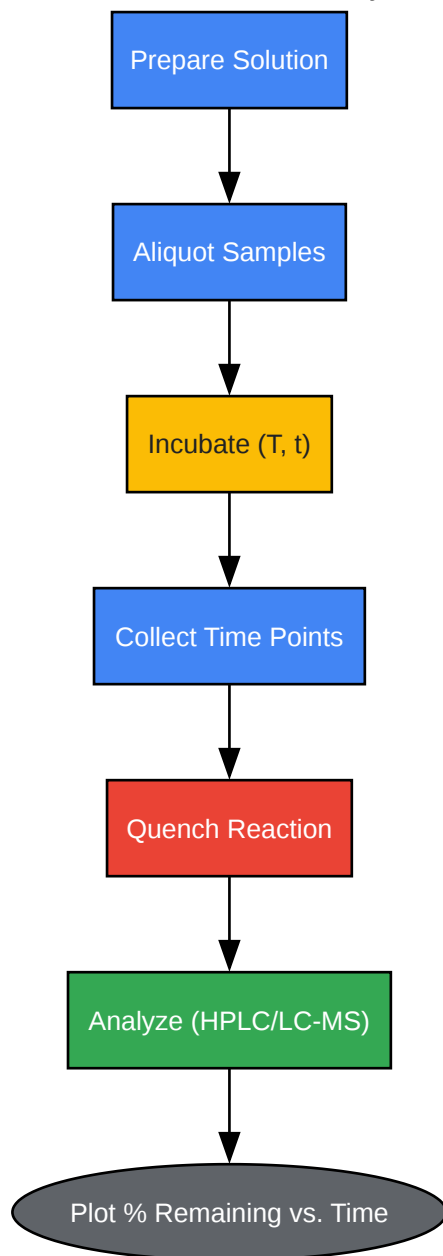 Prepare Solution
Aliquot Samples
Incubate (T, t)
Collect Time Points
Quench Reaction
Analyze (HPLC/LC-MS)
Plot % Remaining vs. Time